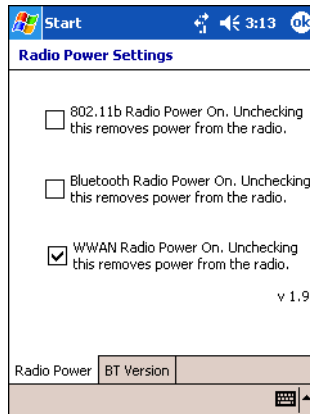 Start 3:13 ok
Radio Power Settings
802.11b Radio Power On. Unchecking
this removes power from the radio.
Bluetooth Radio Power On. Unchecking
this removes power from the radio.
WWAN Radio Power On. Unchecking
this removes power from the radio.
v 1.9
Radio Power BT Version